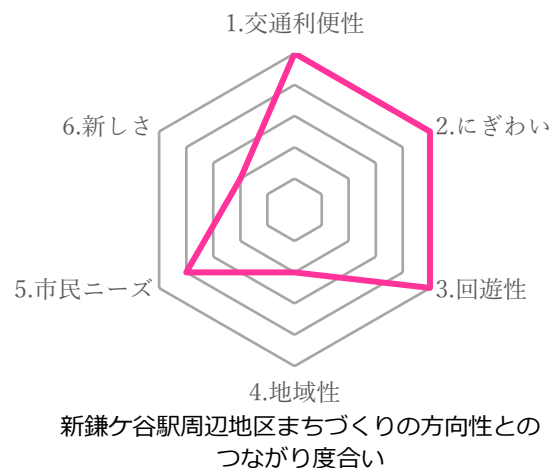 1.交通利便性
6.新しさ
2.にぎわい
5.市民ニーズ
3.回遊性
4.地域性
新鎌ケ谷駅周辺地区まちづくりの方向性との
つながり度合い